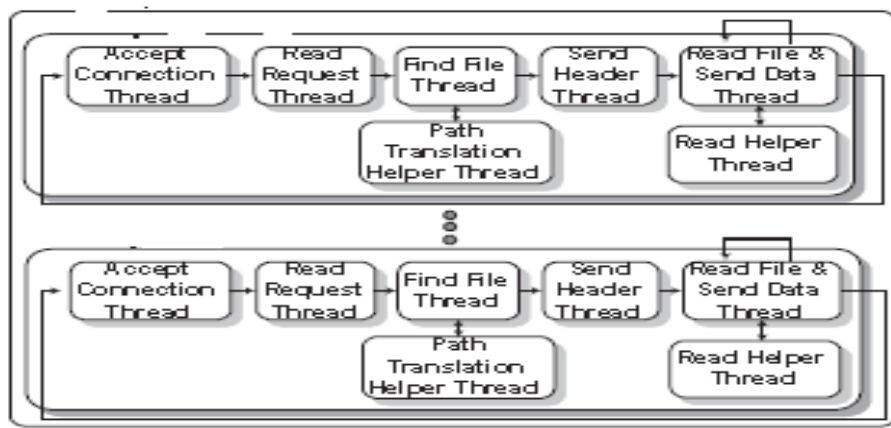 Accept
Connection
Thread
Read
Request
Thread
Find File
Thread
Send
Header
Thread
Read File &
Send Data
Thread
Path
Translation
Helper Thread
Read Helper
Thread
Accept
Connection
Thread
Read
Request
Thread
Find File
Thread
Send
Header
Thread
Read File &
Send Data
Thread
Path
Translation
Helper Thread
Read Helper
Thread